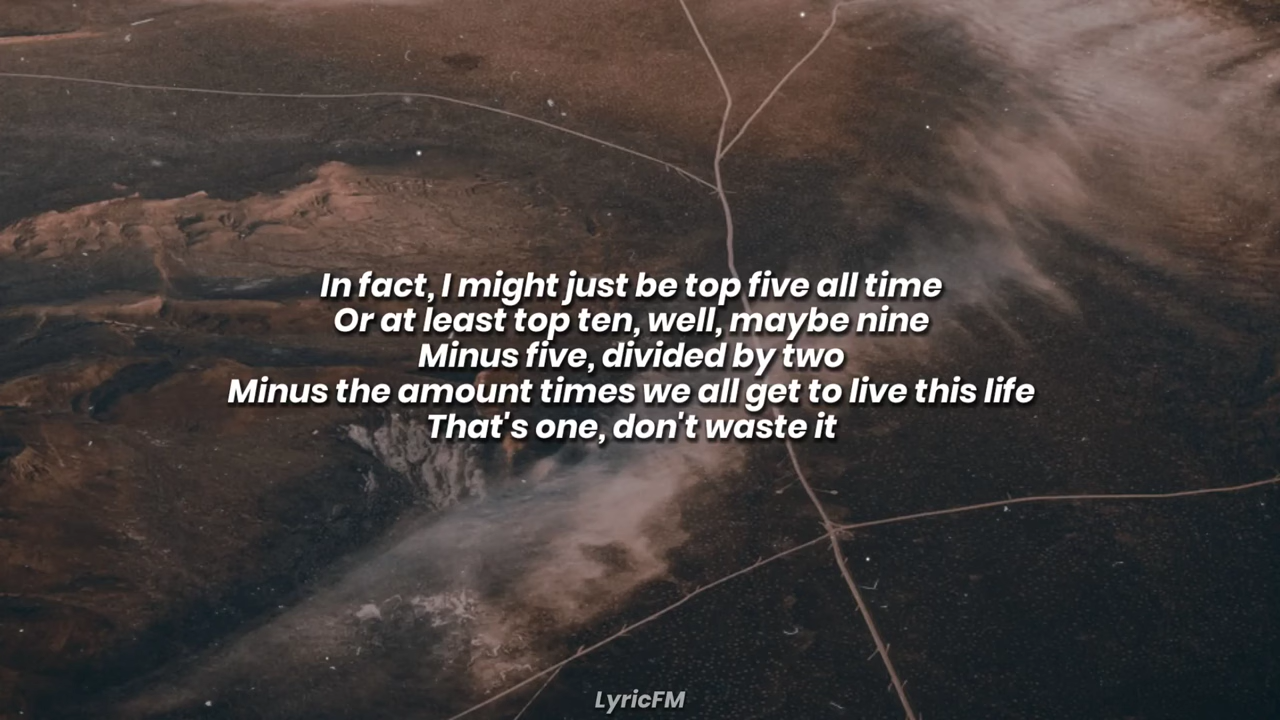 In fact, I might just be top five all time
Or at least top ten, well, maybe nine
Minus five, divided by two
Minus the amount times we all get to live this life
That's one, don't waste it
LyricFM